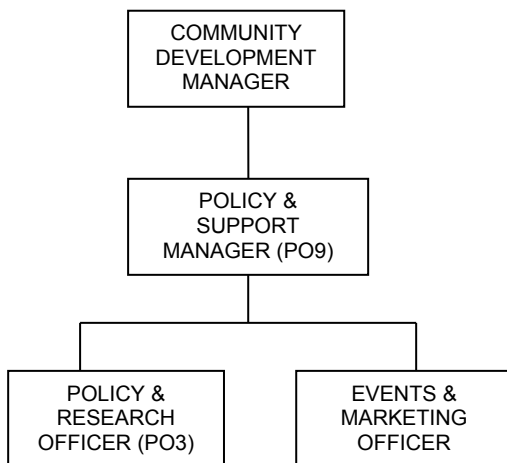 COMMUNITY
DEVELOPMENT
MANAGER
POLICY &
SUPPORT
MANAGER (PO9)
POLICY &
RESEARCH
OFFICER (PO3)
EVENTS &
MARKETING
OFFICER